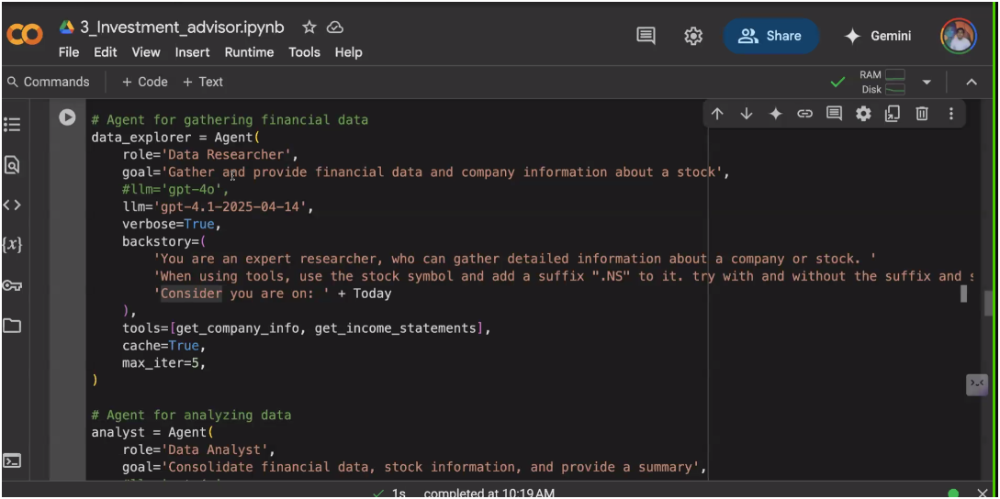 3_Investment_advisor.ipynb
File Edit View Insert Runtime Tools Help
Share
Gemini
Commands + Code + Text
RAM
Disk
# Agent for gathering financial data
data_explorer = Agent(
role='Data Researcher',
goal='Gather and provide financial data and company information about a stock',
#llm='gpt-4o',
llm='gpt-4.1-2025-04-14',
verbose=True,
backstory=(
'You are an expert researcher, who can gather detailed information about a company or stock. '
'When using tools, use the stock symbol and add a suffix ".NS" to it. try with and without the suffix and
'Consider you are on: ' + Today
),
tools=[get_company_info, get_income_statements],
cache=True,
max_iter=5,
)
# Agent for analyzing data
analyst = Agent(
role='Data Analyst',
goal='Consolidate financial data, stock information, and provide a summary',
1s completed at 10:19 AM